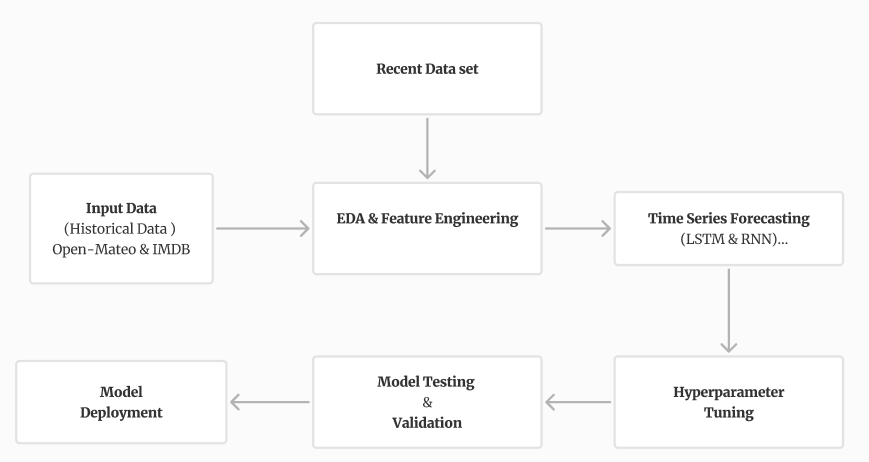 Recent Data set
Input Data
(Historical Data )
Open-Mateo & IMDB
EDA & Feature Engineering
Time Series Forecasting
(LSTM & RNN)...
Model
Deployment
Model Testing
&
Validation
Hyperparameter
Tuning